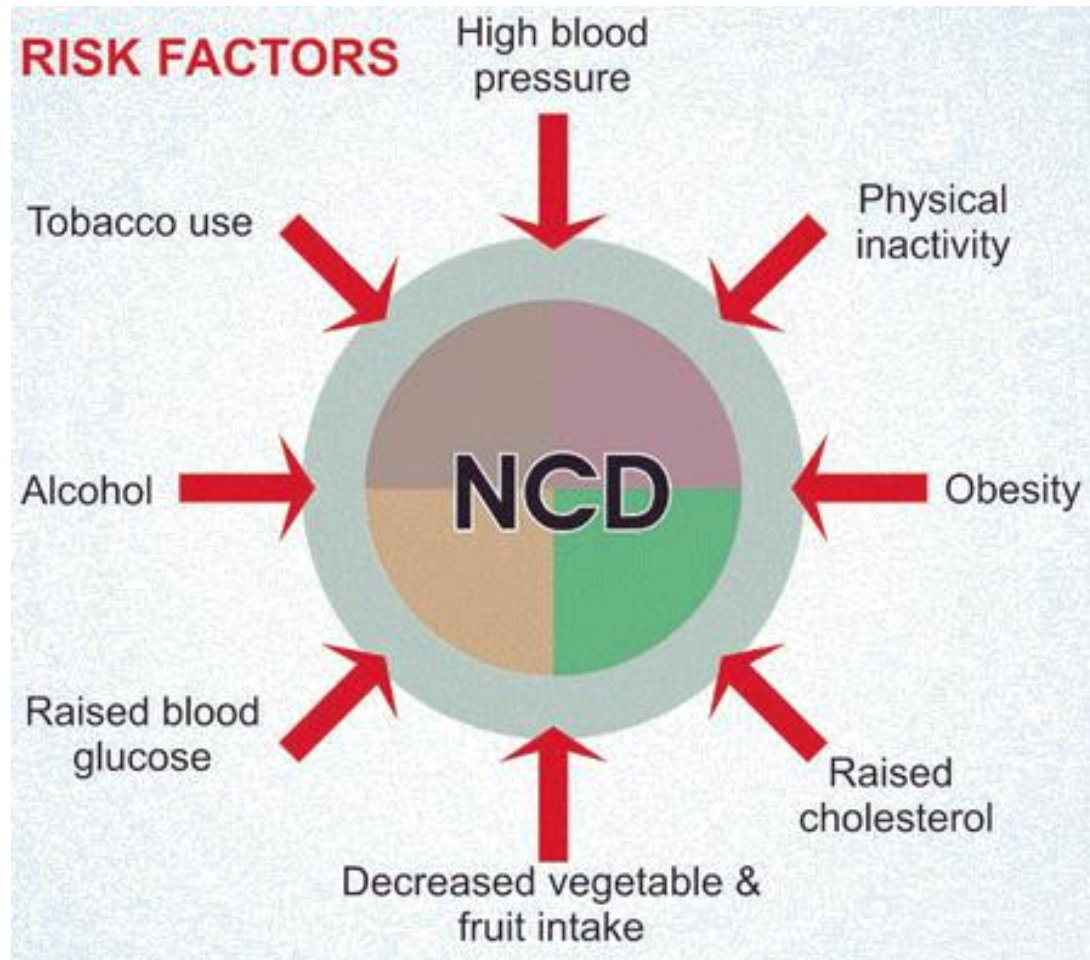 RISK FACTORS
High blood
pressure
Physical
inactivity
Obesity
Raised
cholesterol
Decreased vegetable &
fruit intake
Raised blood
glucose
Alcohol
Tobacco use
NCD